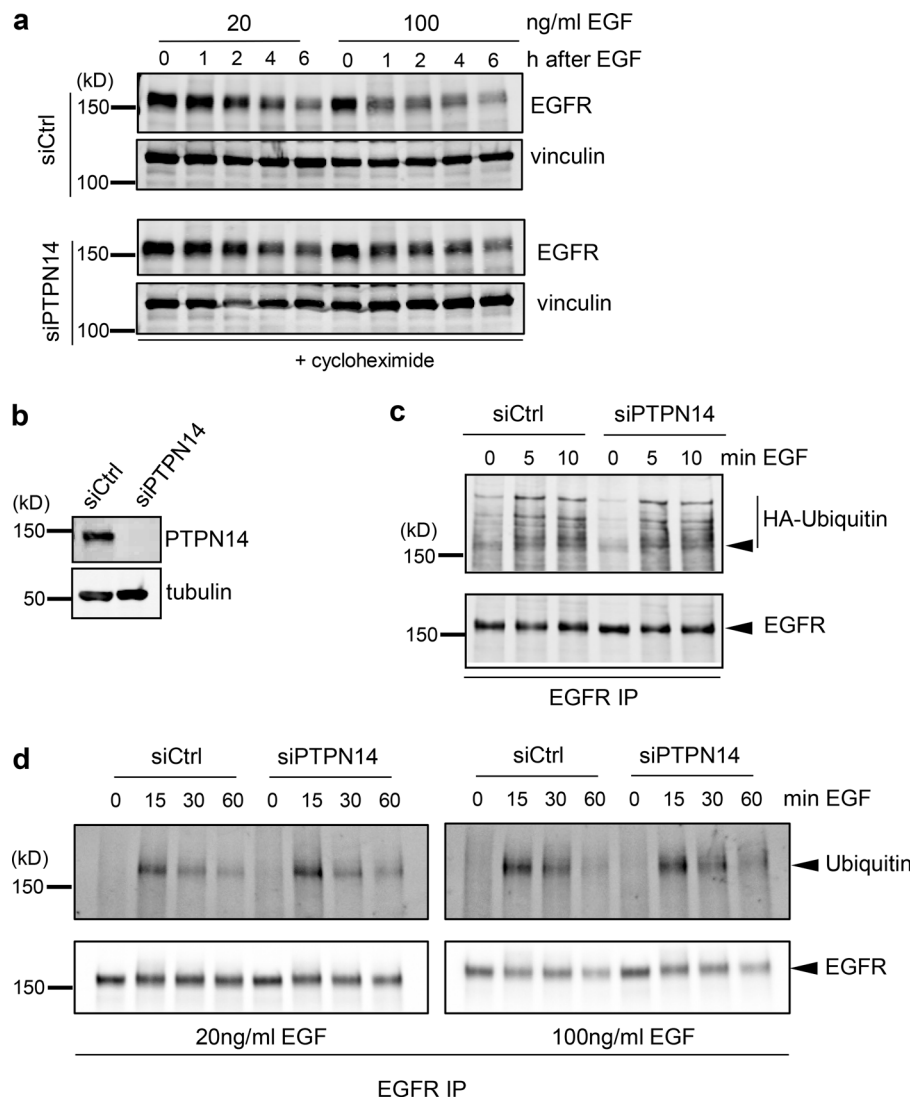 a
20 100 ng/ml EGF
0 1 2 4 6 0 1 2 4 6 h after EGF
(kD)
siCtrl
150 EGFR
vinculin
100
siPTPN14
150 EGFR
vinculin
100
+ cycloheximide
b
siCtrl siPTPN14
(kD)
150 PTPN14
50 tubulin
c
siCtrl siPTPN14
0 5 10 0 5 10 min EGF
(kD) HA-Ubiquitin
150
150 EGFR
EGFR IP
d
siCtrl siPTPN14 siCtrl siPTPN14
0 15 30 60 0 15 30 60 0 15 30 60 0 15 30 60 min EGF
(kD)
150 Ubiquitin
150 EGFR
20ng/ml EGF 100ng/ml EGF
EGFR IP